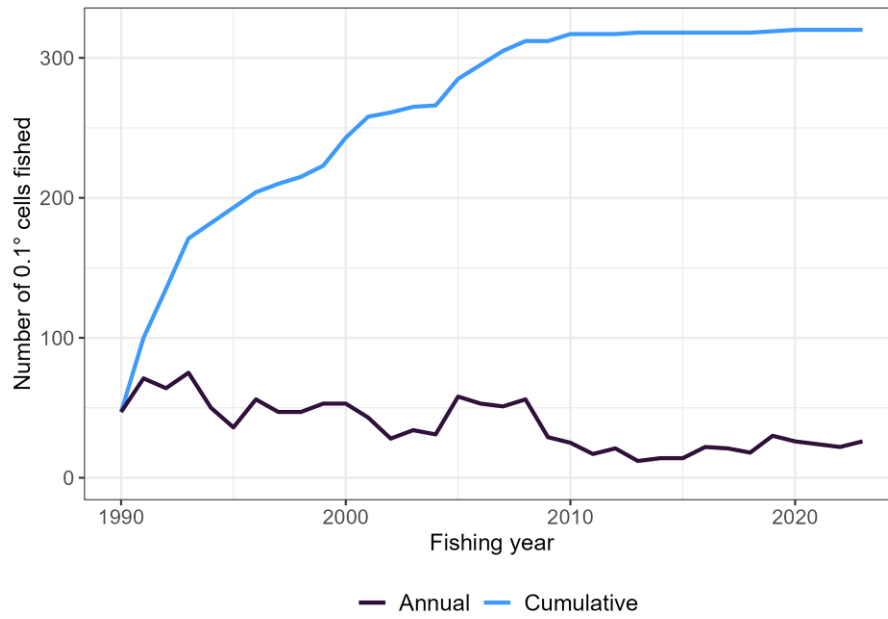 Number of 0.1° cells fished
300
200
100
0
1990 2000 2010 2020
Fishing year
Annual Cumulative